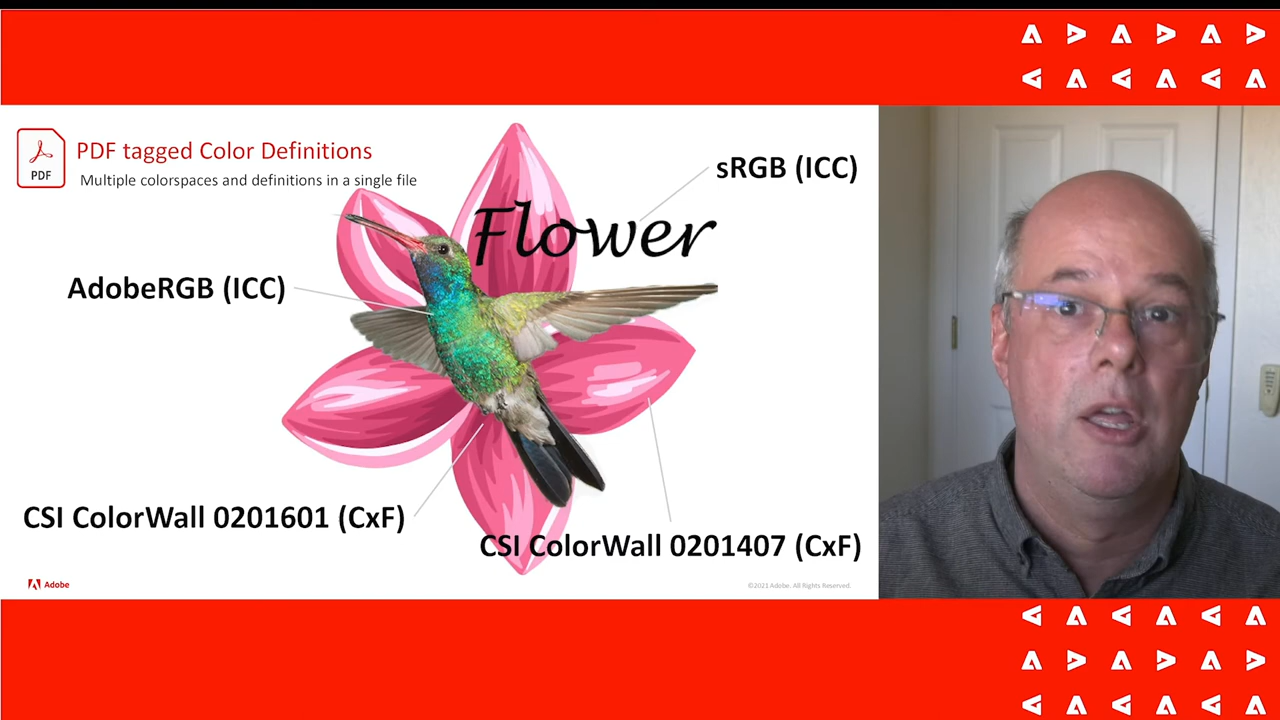 PDF
PDF tagged Color Definitions
Multiple colorspaces and definitions in a single file
sRGB (ICC)
Flower
AdobeRGB (ICC)
CSI ColorWall 0201601 (CxF)
CSI ColorWall 0201407 (CxF)
Adobe
©2021 Adobe. All Rights Reserved.